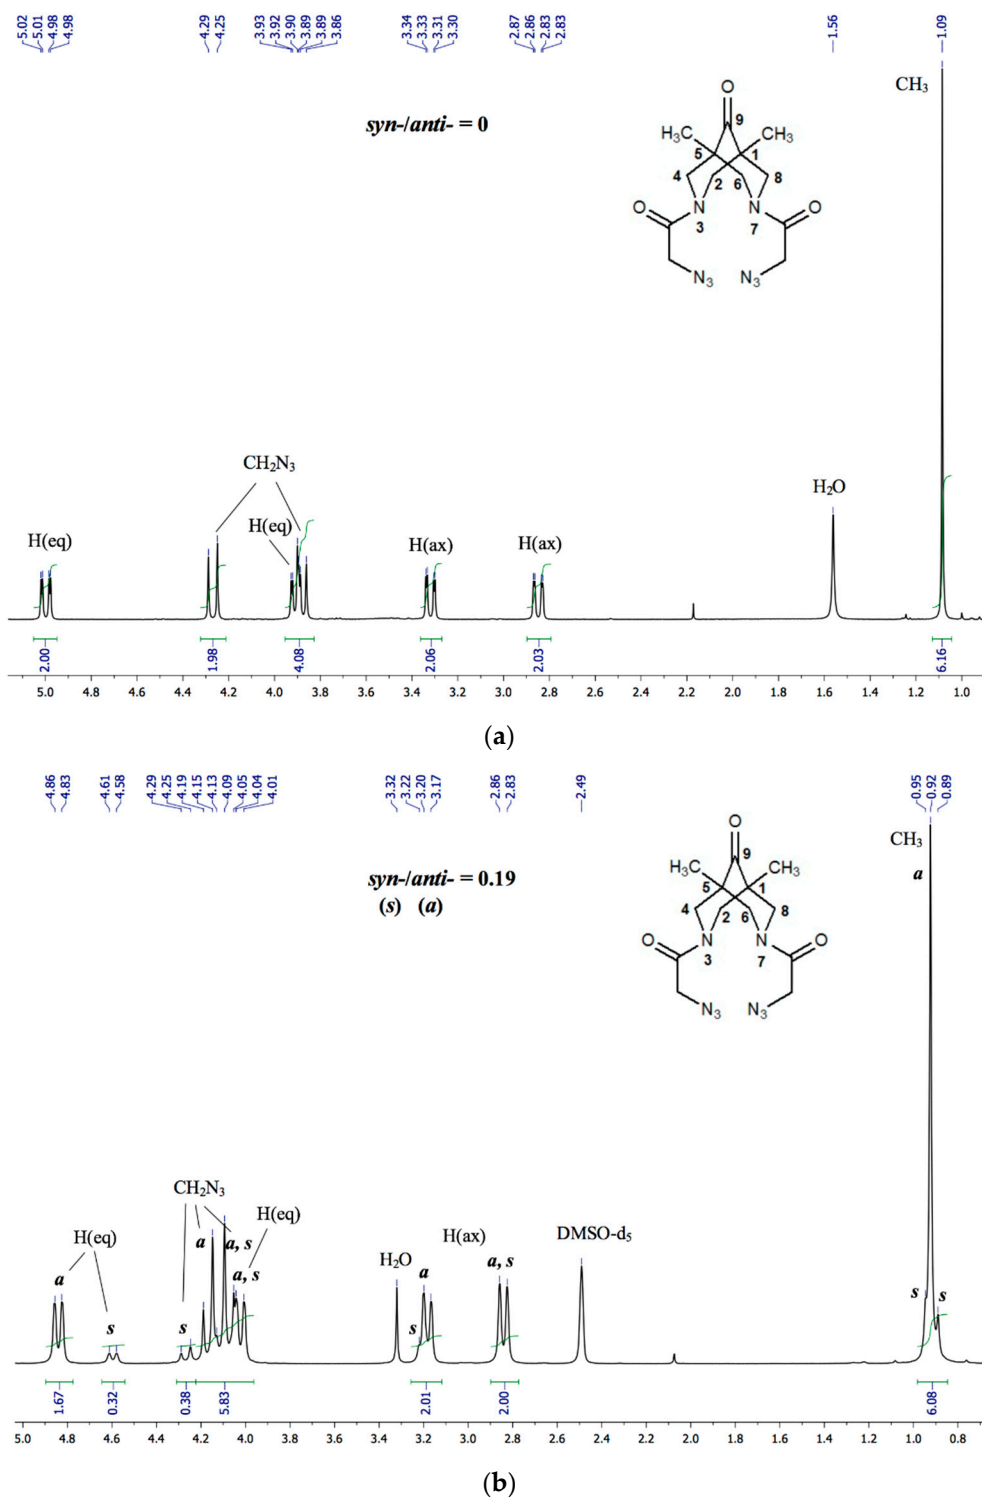 5.02 5.01 4.98 4.98 4.29 4.25 3.93 3.92 3.90 3.89 3.89 3.86 3.34 3.33 3.31 3.30 2.87 2.86 2.83 2.83 1.56 1.09
syn-/anti- = 0
CH₃
O
9
H₃C CH₃
5 1
4 2 6 8
O N N O
3 7
N₃ N₃
CH₂N₃
H₂O
H(eq)
H(eq) H(ax) H(ax)
2.00 1.98 4.08 2.06 2.03 6.16
5.0 4.8 4.6 4.4 4.2 4.0 3.8 3.6 3.4 3.2 3.0 2.8 2.6 2.4 2.2 2.0 1.8 1.6 1.4 1.2 1.0
(a)
4.86 4.83 4.61 4.58 4.29 4.25 4.19 4.15 4.13 4.09 4.05 4.04 4.01 3.32 3.22 3.20 3.17 2.86 2.83 2.49 0.95 0.92 0.89
CH₃
a
syn-/anti- = 0.19
(s) (a)
O
9
H₃C CH₃
5 1
4 2 6 8
O N N O
3 7
N₃ N₃
CH₂N₃
H(eq)
H(eq) a a, s H(ax) DMSO-d₅
a a, s H₂O a a, s
s s s s s
1.67 0.32 0.38 5.83 2.01 2.00 6.08
5.0 4.8 4.6 4.4 4.2 4.0 3.8 3.6 3.4 3.2 3.0 2.8 2.6 2.4 2.2 2.0 1.8 1.6 1.4 1.2 1.0 0.8
(b)